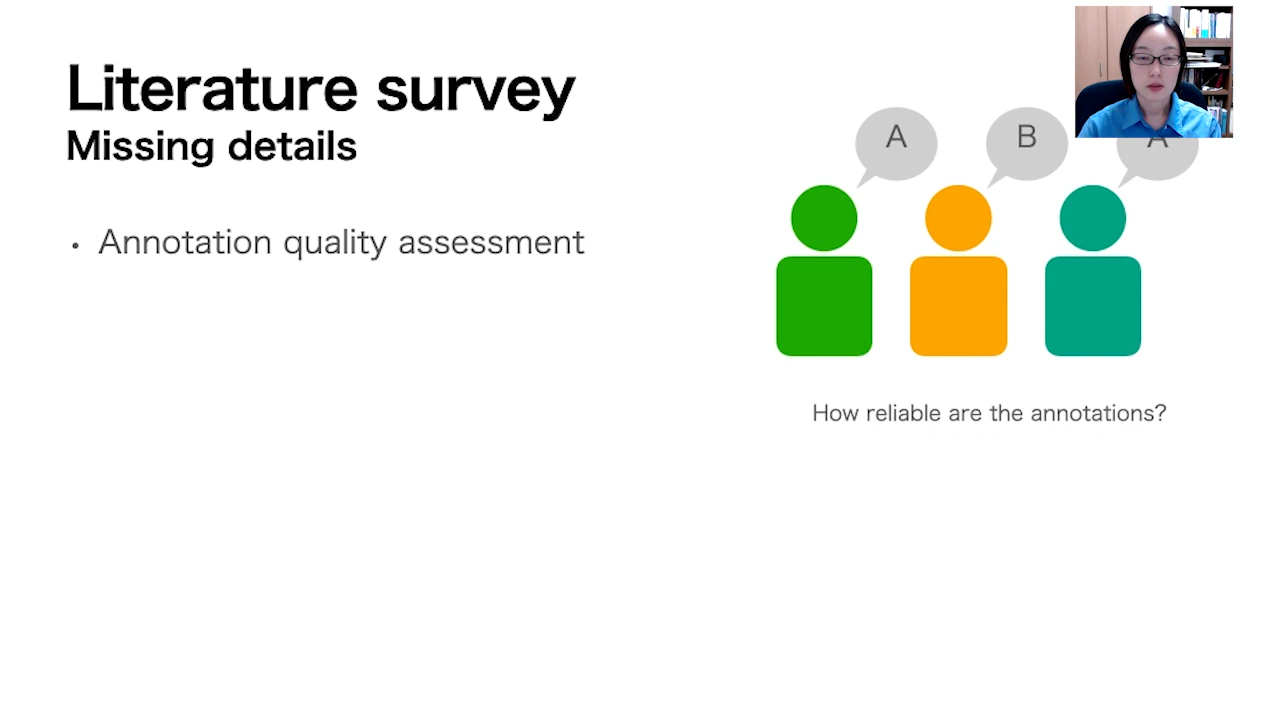 Literature survey
Missing details
• Annotation quality assessment
A
B
A
How reliable are the annotations?